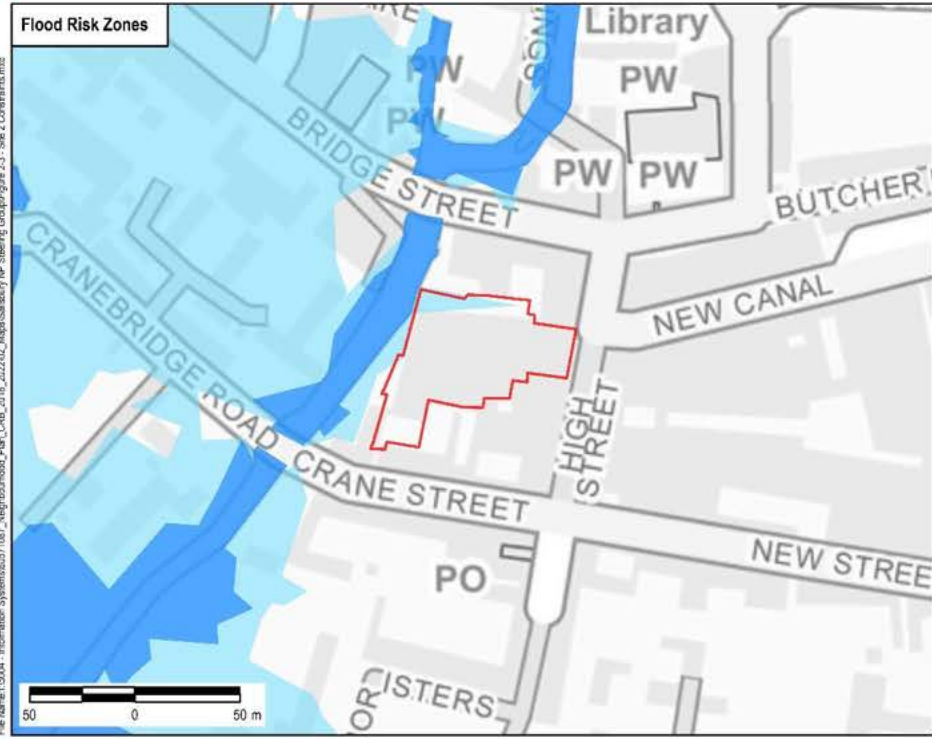 Flood Risk Zones
Library
PW
PW
PW
PW
PW
BRIDGE STREET
BUTCHER
CRANEBRIDGE ROAD
NEW CANAL
HIGH
STREET
CRANE STREET
NEW STREE
PO
ISTERS
50 0 50 m